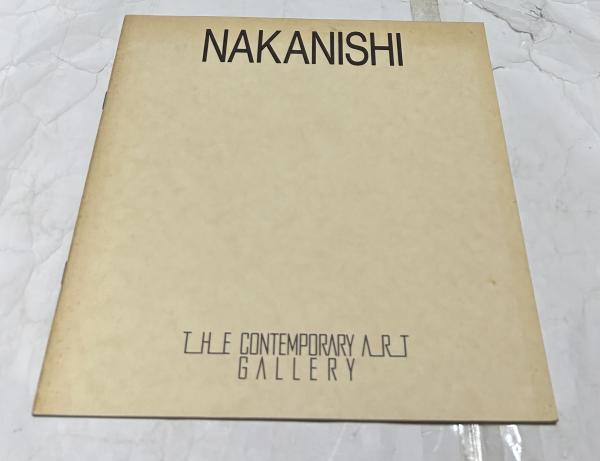 NAKANISHI
THE CONTEMPORARY ART
GALLERY